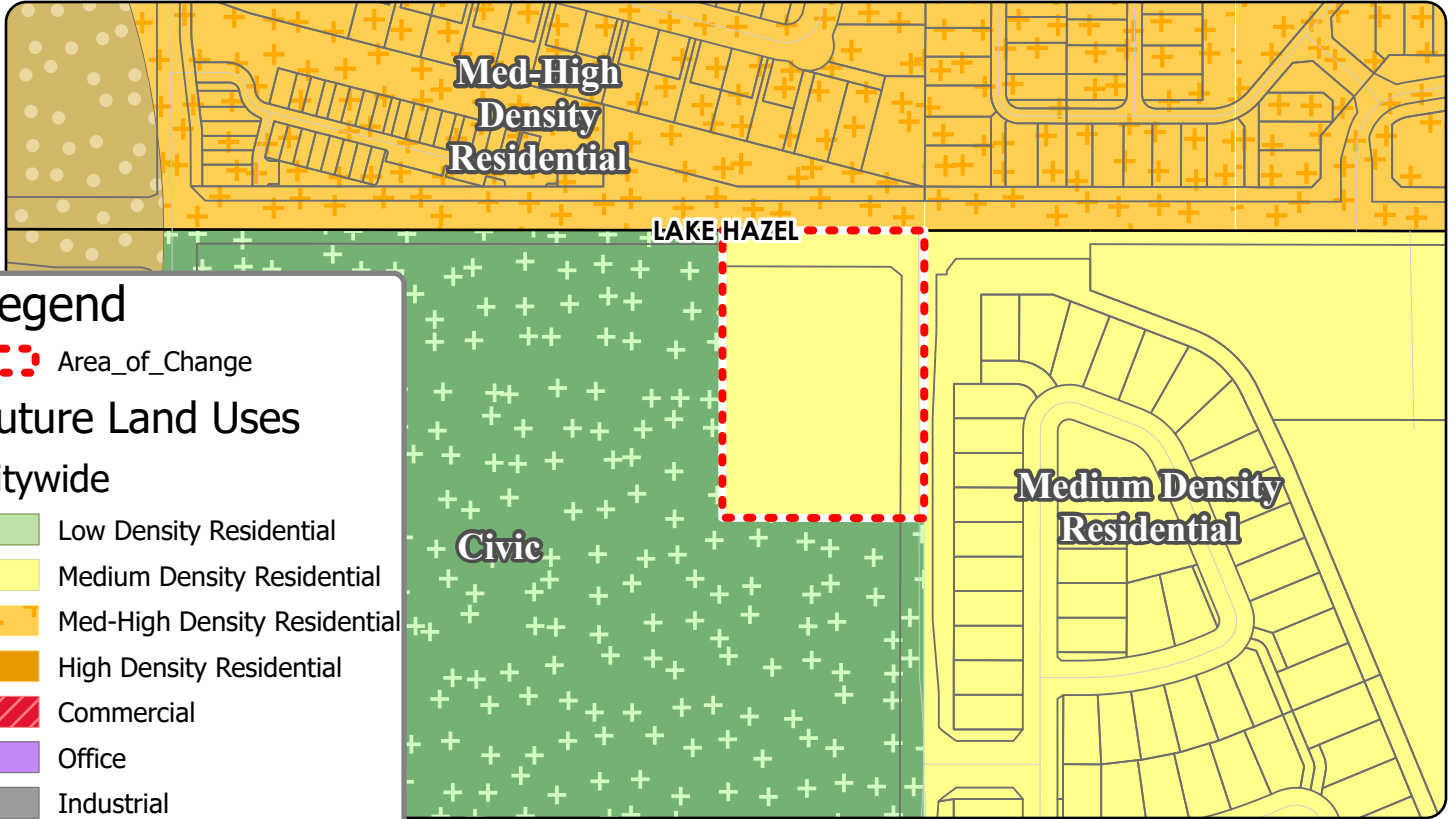 Med-High
Density
Residential
LAKE HAZEL
egend
Area_of_Change
uture Land Uses
itywide
Low Density Residential
Medium Density Residential
Med-High Density Residential
High Density Residential
Commercial
Office
Industrial
Civic
Medium Density
Residential